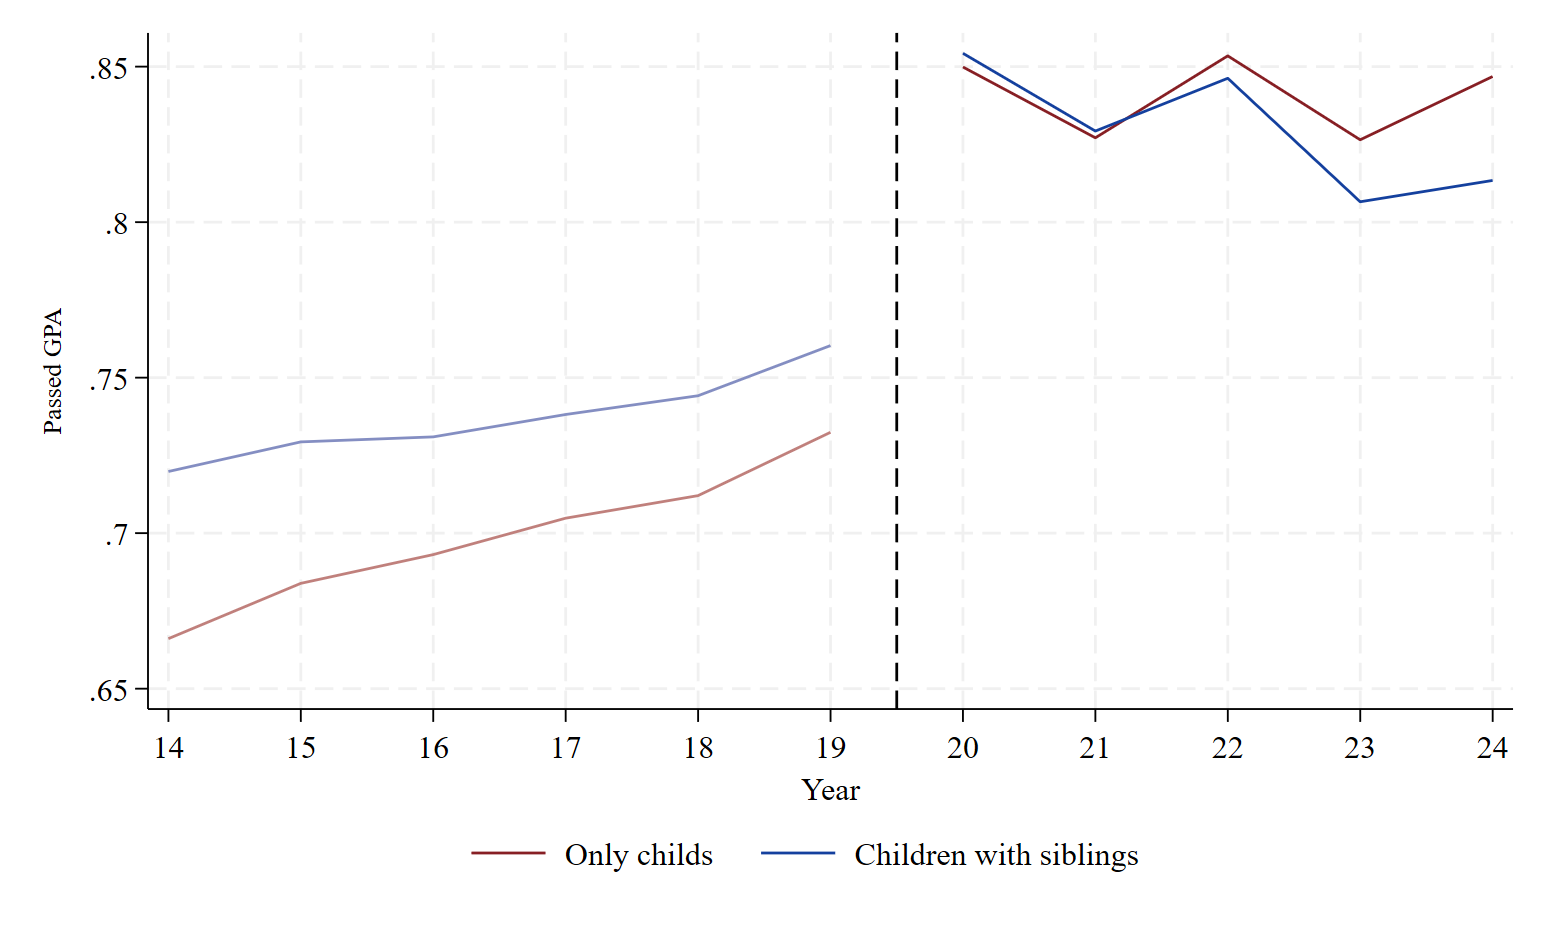 .85
.8
.75
.7
.65
Passed GPA
14 15 16 17 18 19 20 21 22 23 24
Year
Only childs Children with siblings